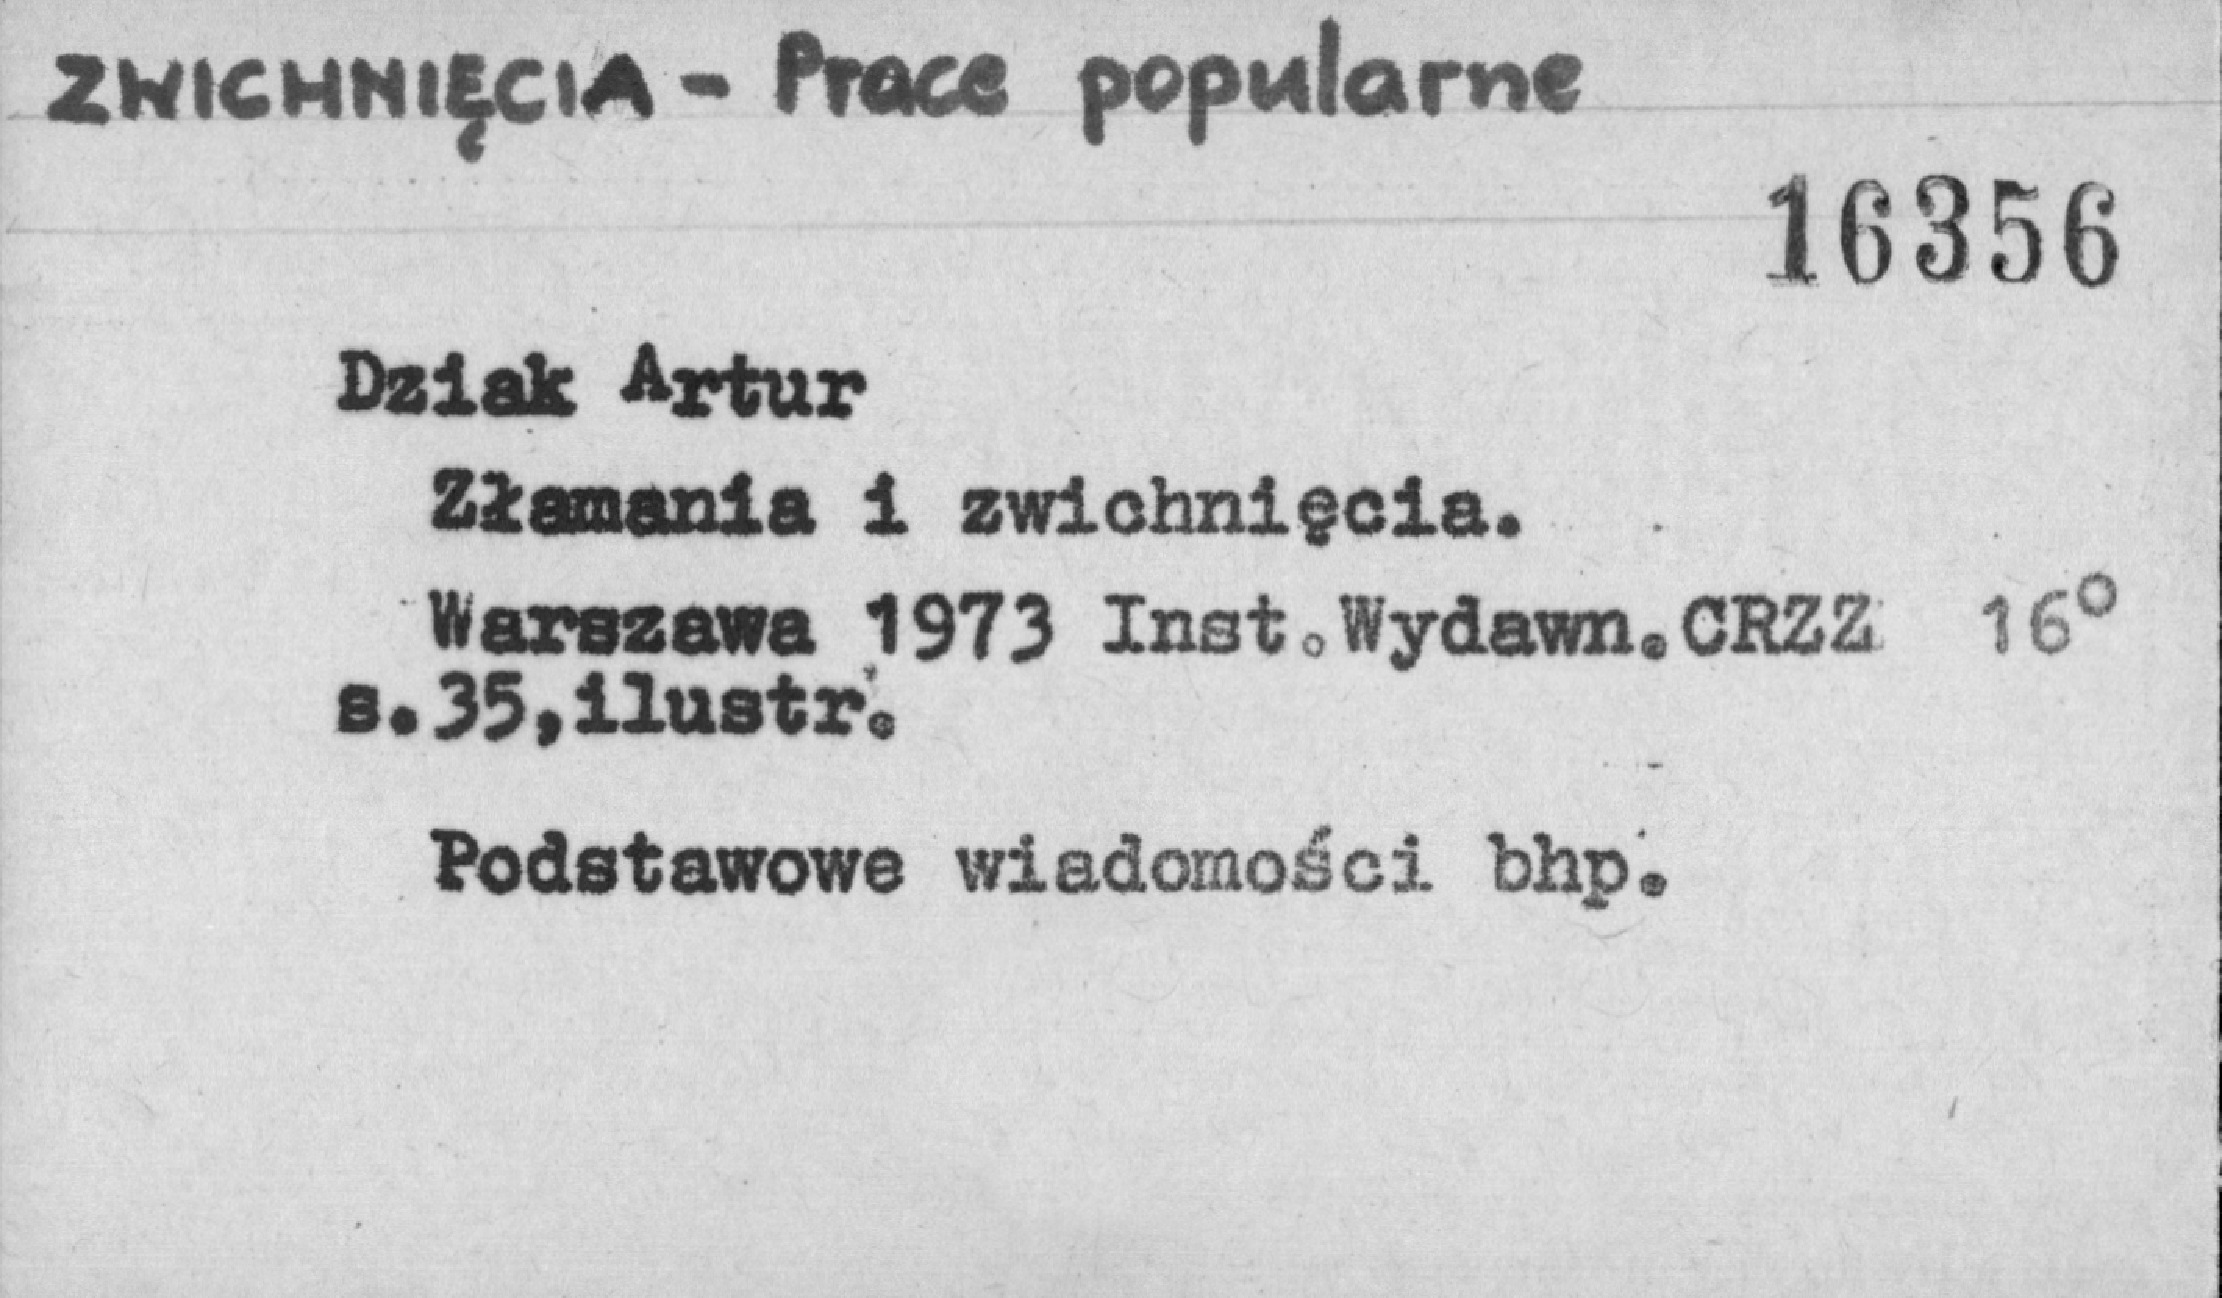 ZWICHNIĘCIA - Prace popularne
16356
Dziak Artur
Złamania i zwichnięcia.
Warszawa 1973 Inst.Wydawn.CRZZ 16°
s.35,ilustr.
Podstawowe wiadomości bhp.